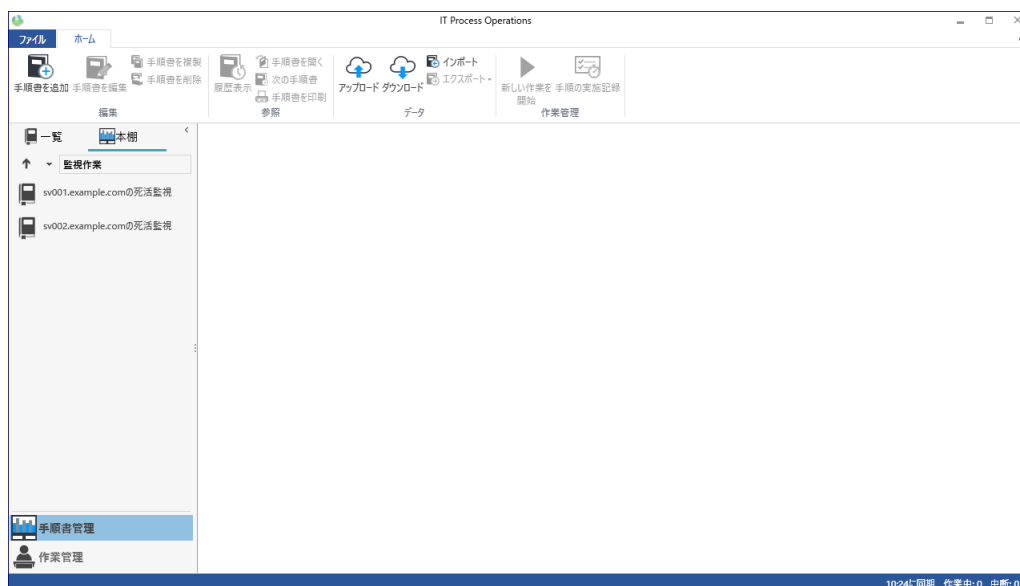 IT Process Operations
ファイル ホーム
手順書を追加 手順書を編集 手順書を複製 手順書を削除
編集
履歴表示 手順書を開く 次の手順書 手順書を印刷
参照
アップロード ダウンロード インポート エクスポート
データ
新しい作業を開始 手順の実施記録
作業管理
一覧 本棚
監視作業
sv001.example.comの死活監視
sv002.example.comの死活監視
手順書管理
作業管理
10:24に同期 作業中: 0 中断: 0